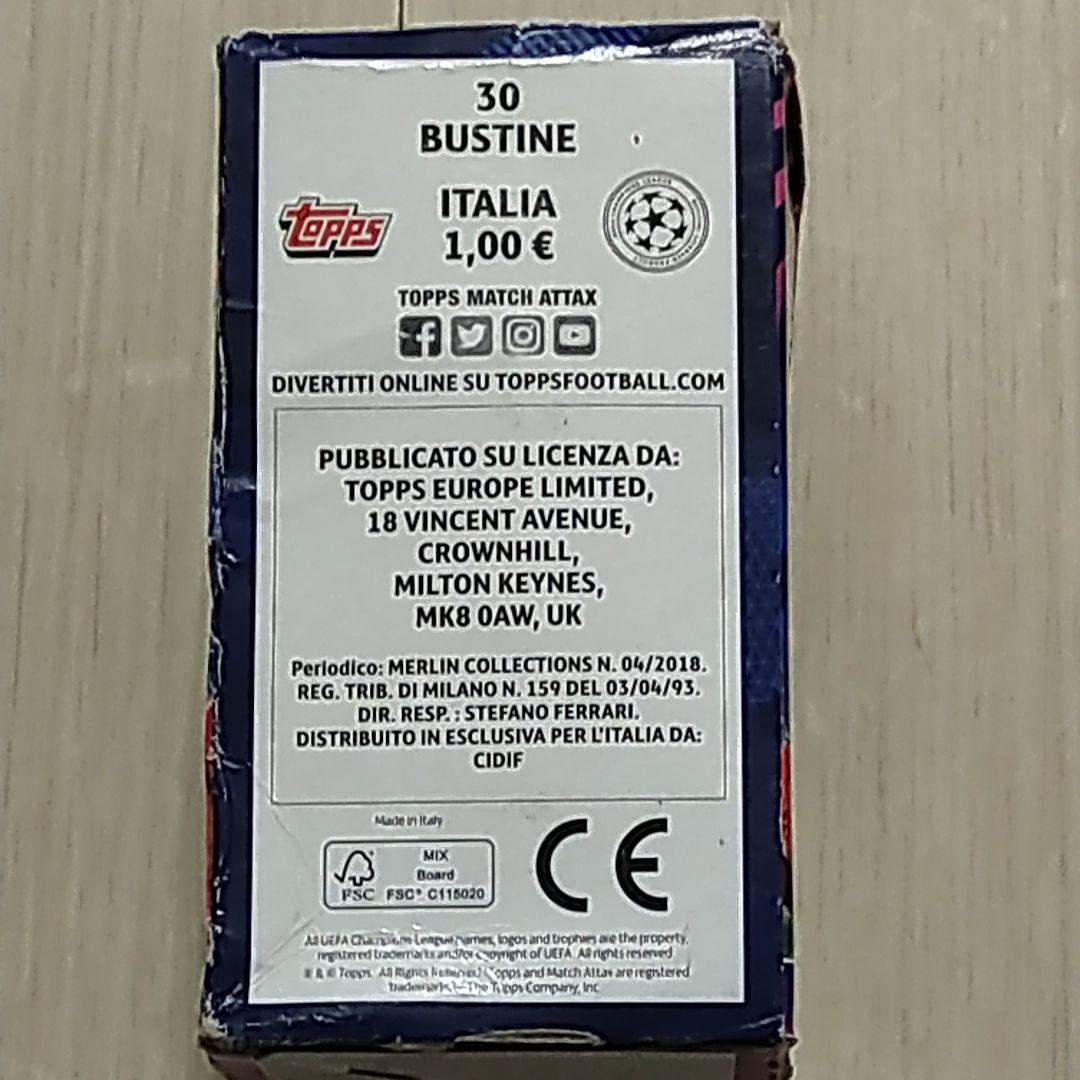 30
BUSTINE
topps
ITALIA
1,00 €
TOPPS MATCH ATTAX
DIVERTITI ONLINE SU TOPPSFOOTBALL.COM
PUBBLICATO SU LICENZA DA:
TOPPS EUROPE LIMITED,
18 VINCENT AVENUE,
CROWNHILL,
MILTON KEYNES,
MK8 0AW, UK
Periodico: MERLIN COLLECTIONS N. 04/2018.
REG. TRIB. DI MILANO N. 159 DEL 03/04/93.
DIR. RESP. : STEFANO FERRARI.
DISTRIBUITO IN ESCLUSIVA PER L'ITALIA DA:
CIDIF
Made in Italy
MIX
Board
FSC FSC® C115020
CE
All UEFA Champions League names, logos and trophies are the property,
registered trademarks and/or copyright of UEFA. All rights reserved
® & © Topps. All Rights Reserved. Topps and Match Attax are registered
trademarks The Topps Company, Inc